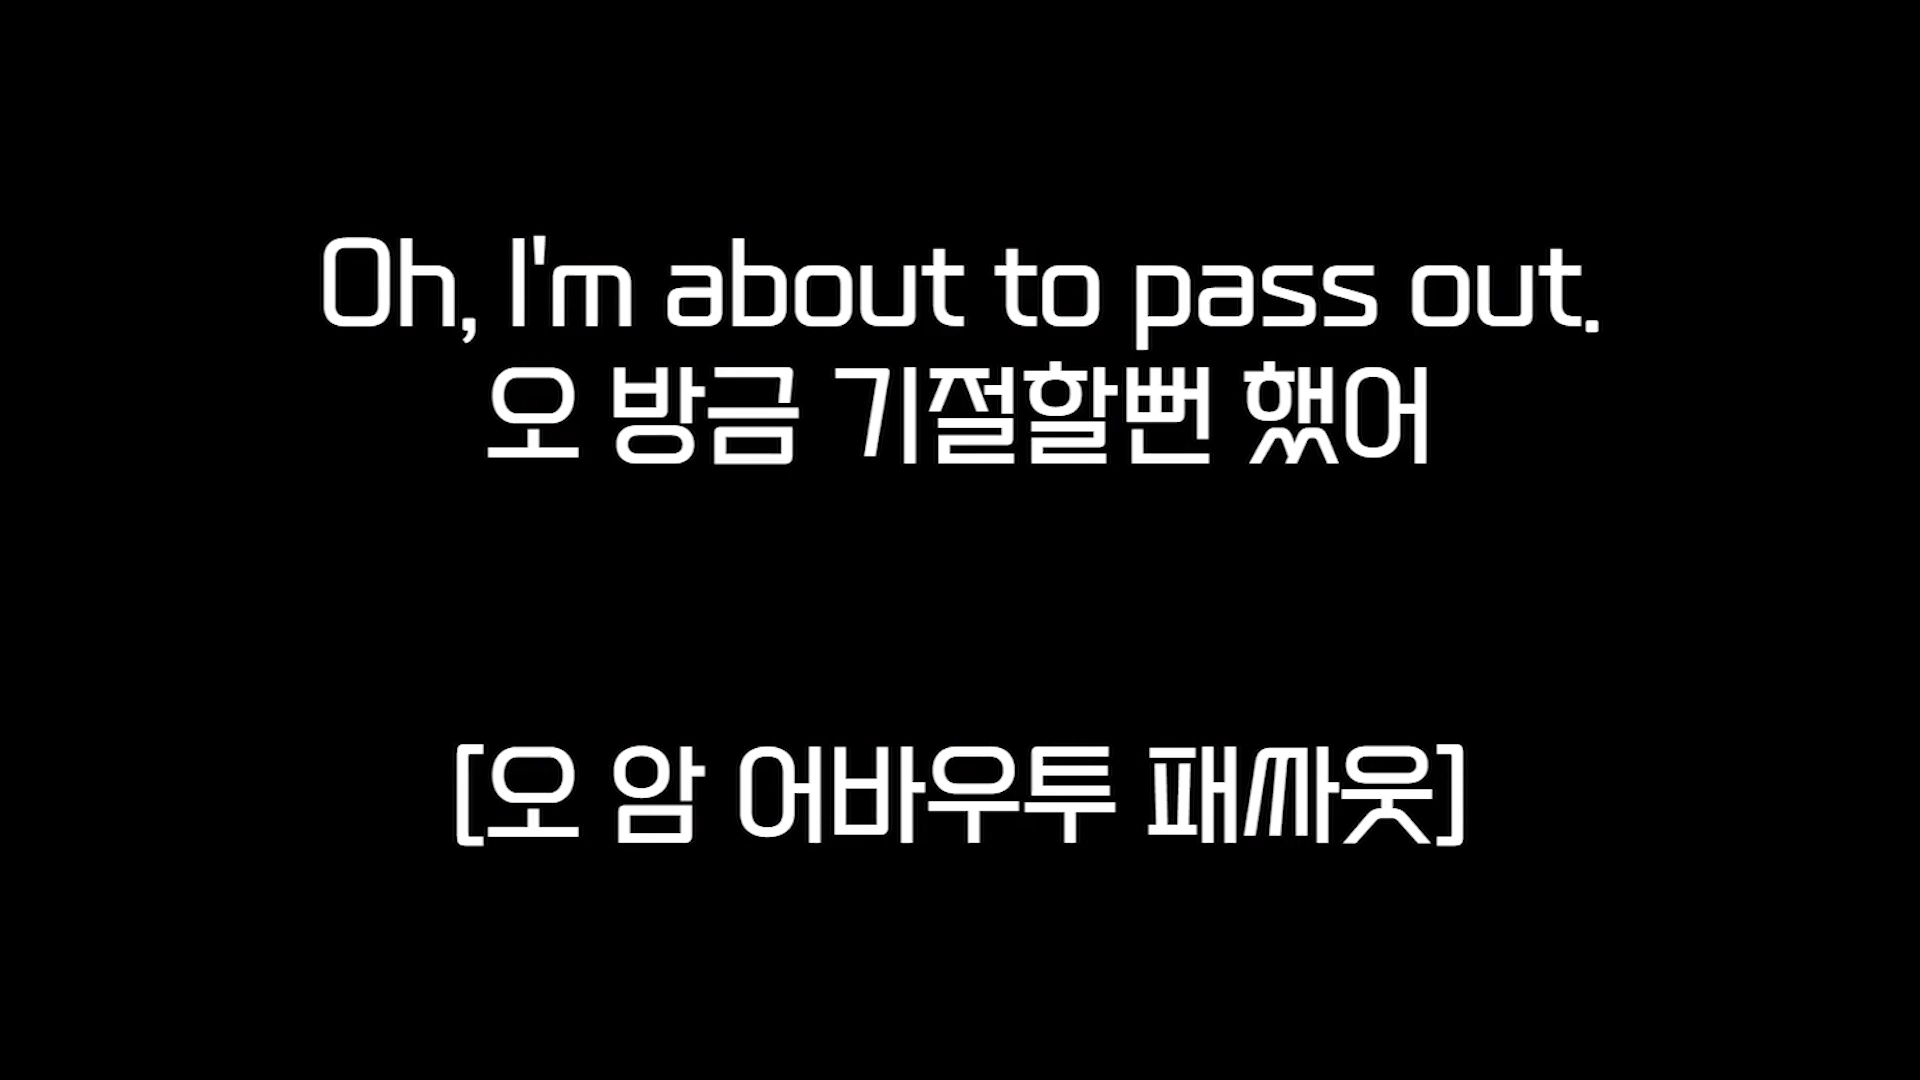 Oh, I'm about to pass out.
오 방금 기절할뻔 했어
[오 암 어바우투 패싸웃]